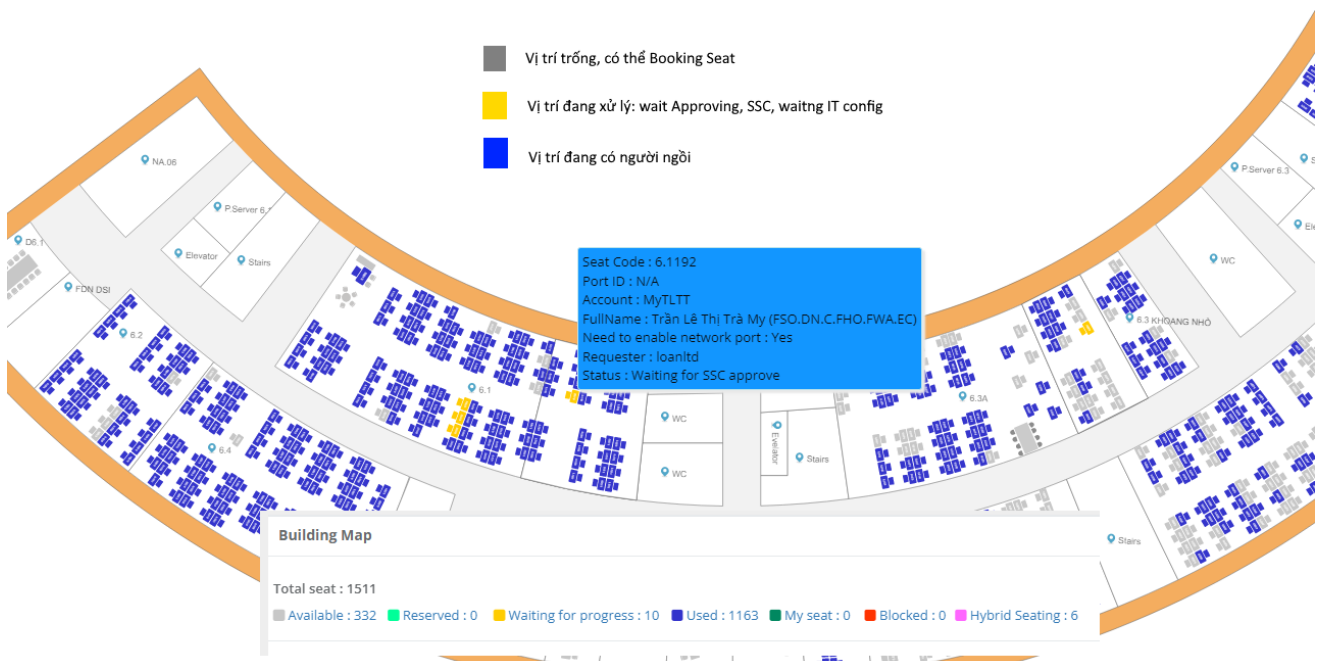 Vị trí trống, có thể Booking Seat
Vị trí đang xử lý: wait Approving, SSC, waitng IT config
Vị trí đang có người ngồi
NA.06
P.Server 6.
Elevator
Stairs
D6.1
FDN DSI
6.2
6.4
6.1
Seat Code : 6.1192
Port ID : N/A
Account : MyTLTT
FullName : Trần Lê Thị Trà My (FSO.DN.C.FHO.FWA.EC)
Need to enable network port : Yes
Requester : loanltd
Status : Waiting for SSC approve
WC
WC
Evelator
Stairs
6.3A
6.3 KHOANG NHỎ
P.Server 6.3
WC
Stairs
Building Map
Total seat : 1511
Available : 332 Reserved : 0 Waiting for progress : 10 Used : 1163 My seat : 0 Blocked : 0 Hybrid Seating : 6